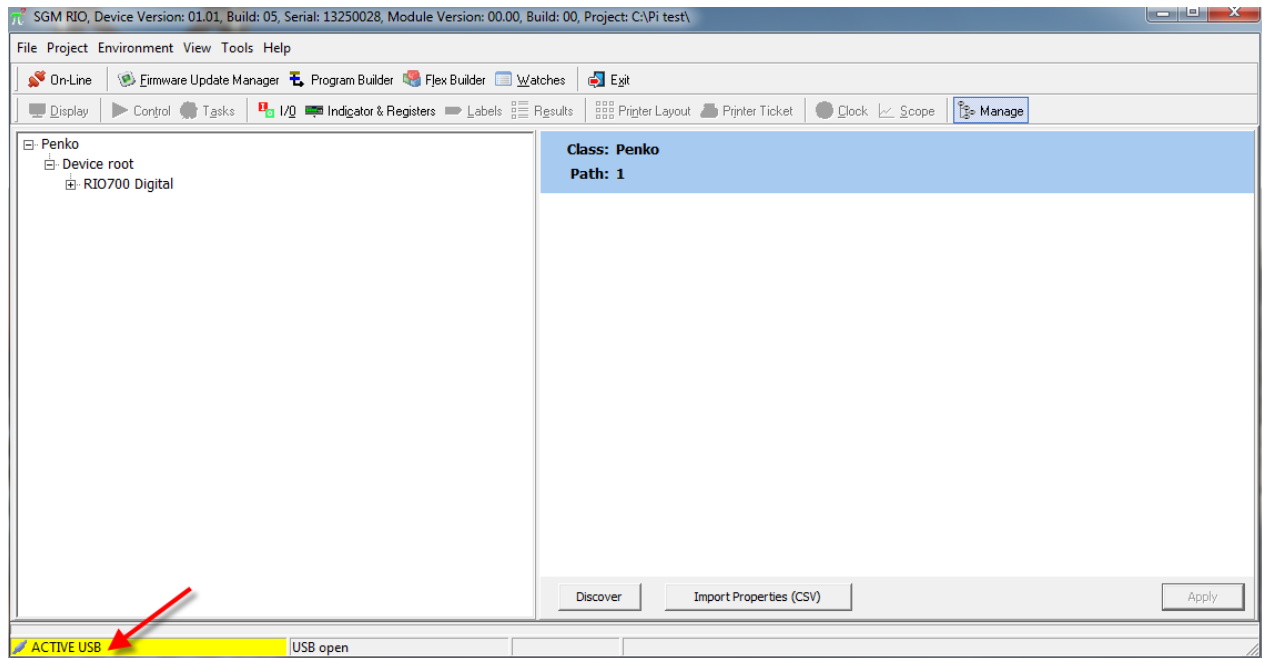 SGM RIO, Device Version: 01.01, Build: 05, Serial: 13250028, Module Version: 00.00, Build: 00, Project: C:\Pi test\
File Project Environment View Tools Help
On-Line Firmware Update Manager Program Builder Flex Builder Watches Exit
Display Control Tasks I/O Indicator & Registers Labels Results Printer Layout Printer Ticket Clock Scope Manage
Penko
Device root
RIO700 Digital
Class: Penko
Path: 1
Discover Import Properties (CSV) Apply
ACTIVE USB USB open